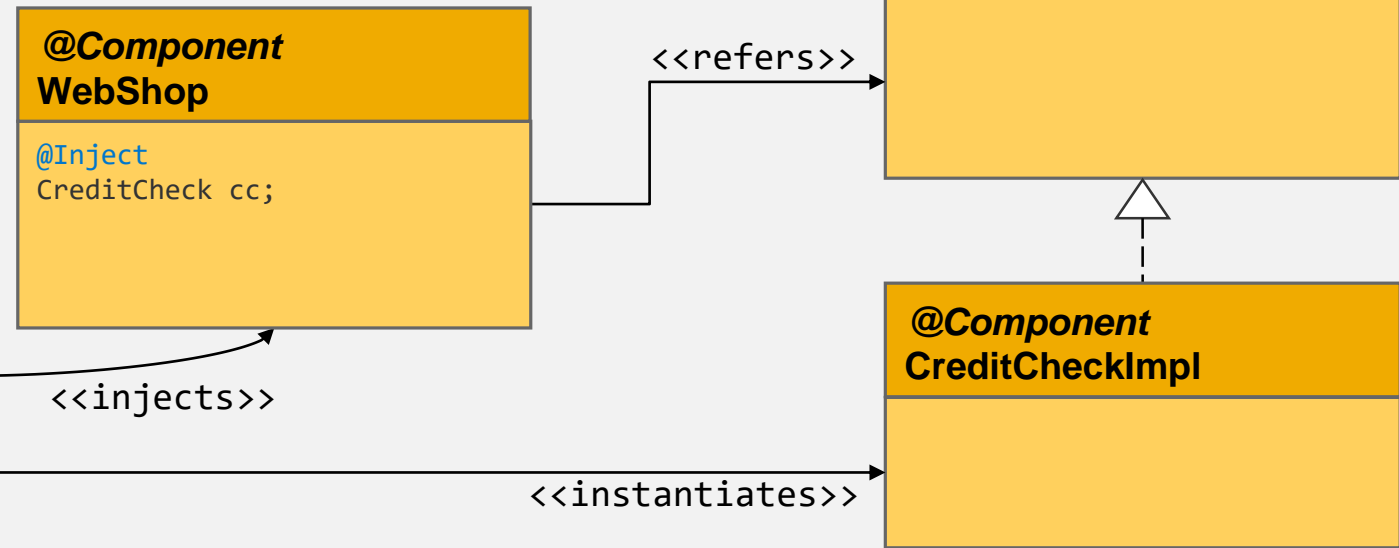 @Component
WebShop
@Inject
CreditCheck cc;
<<refers>>
<<injects>>
<<instantiates>>
@Component
CreditCheckImpl